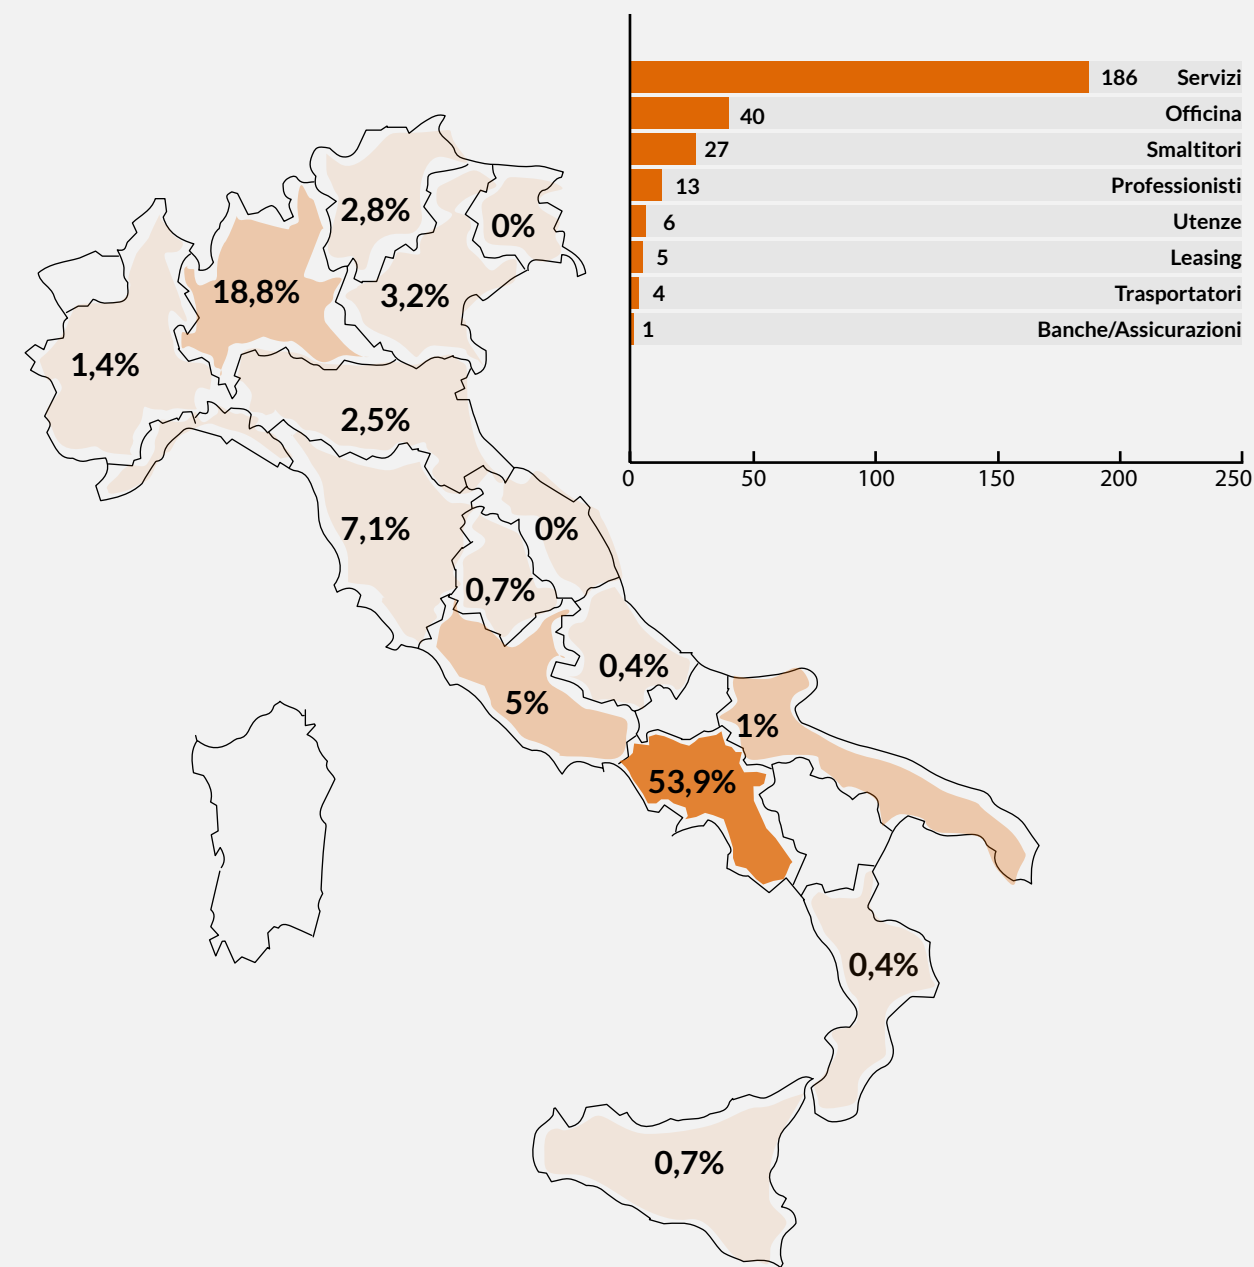 186 Servizi
40 Officina
27 Smaltitori
13 Professionisti
6 Utenze
5 Leasing
4 Trasportatori
1 Banche/Assicurazioni
0 50 100 150 200 250
2,8%
0%
18,8%
3,2%
1,4%
2,5%
7,1%
0%
0,7%
0,4%
5%
1%
53,9%
0,4%
0,7%